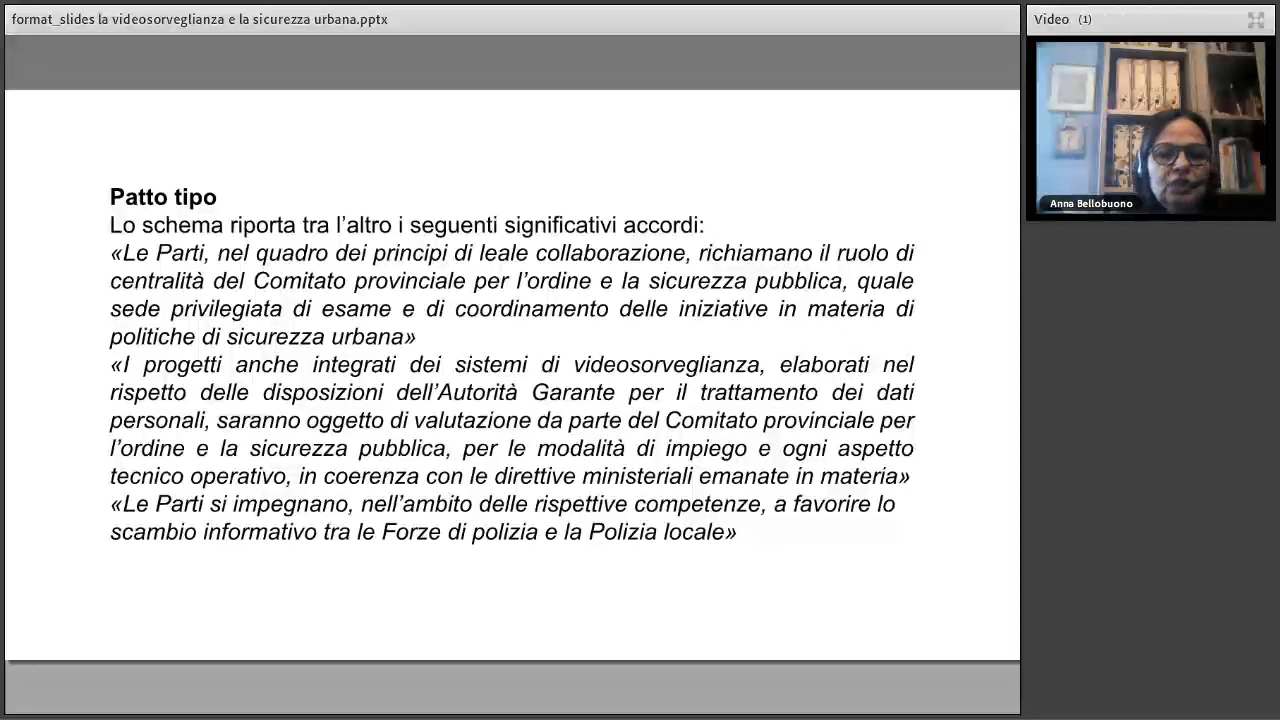 format_slides la videosorveglianza e la sicurezza urbana.pptx
Video (1)
Anna Bellobuono
Patto tipo
Lo schema riporta tra l’altro i seguenti significativi accordi:
«Le Parti, nel quadro dei principi di leale collaborazione, richiamano il ruolo di
centralità del Comitato provinciale per l’ordine e la sicurezza pubblica, quale
sede privilegiata di esame e di coordinamento delle iniziative in materia di
politiche di sicurezza urbana»
«I progetti anche integrati dei sistemi di videosorveglianza, elaborati nel
rispetto delle disposizioni dell’Autorità Garante per il trattamento dei dati
personali, saranno oggetto di valutazione da parte del Comitato provinciale per
l’ordine e la sicurezza pubblica, per le modalità di impiego e ogni aspetto
tecnico operativo, in coerenza con le direttive ministeriali emanate in materia»
«Le Parti si impegnano, nell’ambito delle rispettive competenze, a favorire lo
scambio informativo tra le Forze di polizia e la Polizia locale»